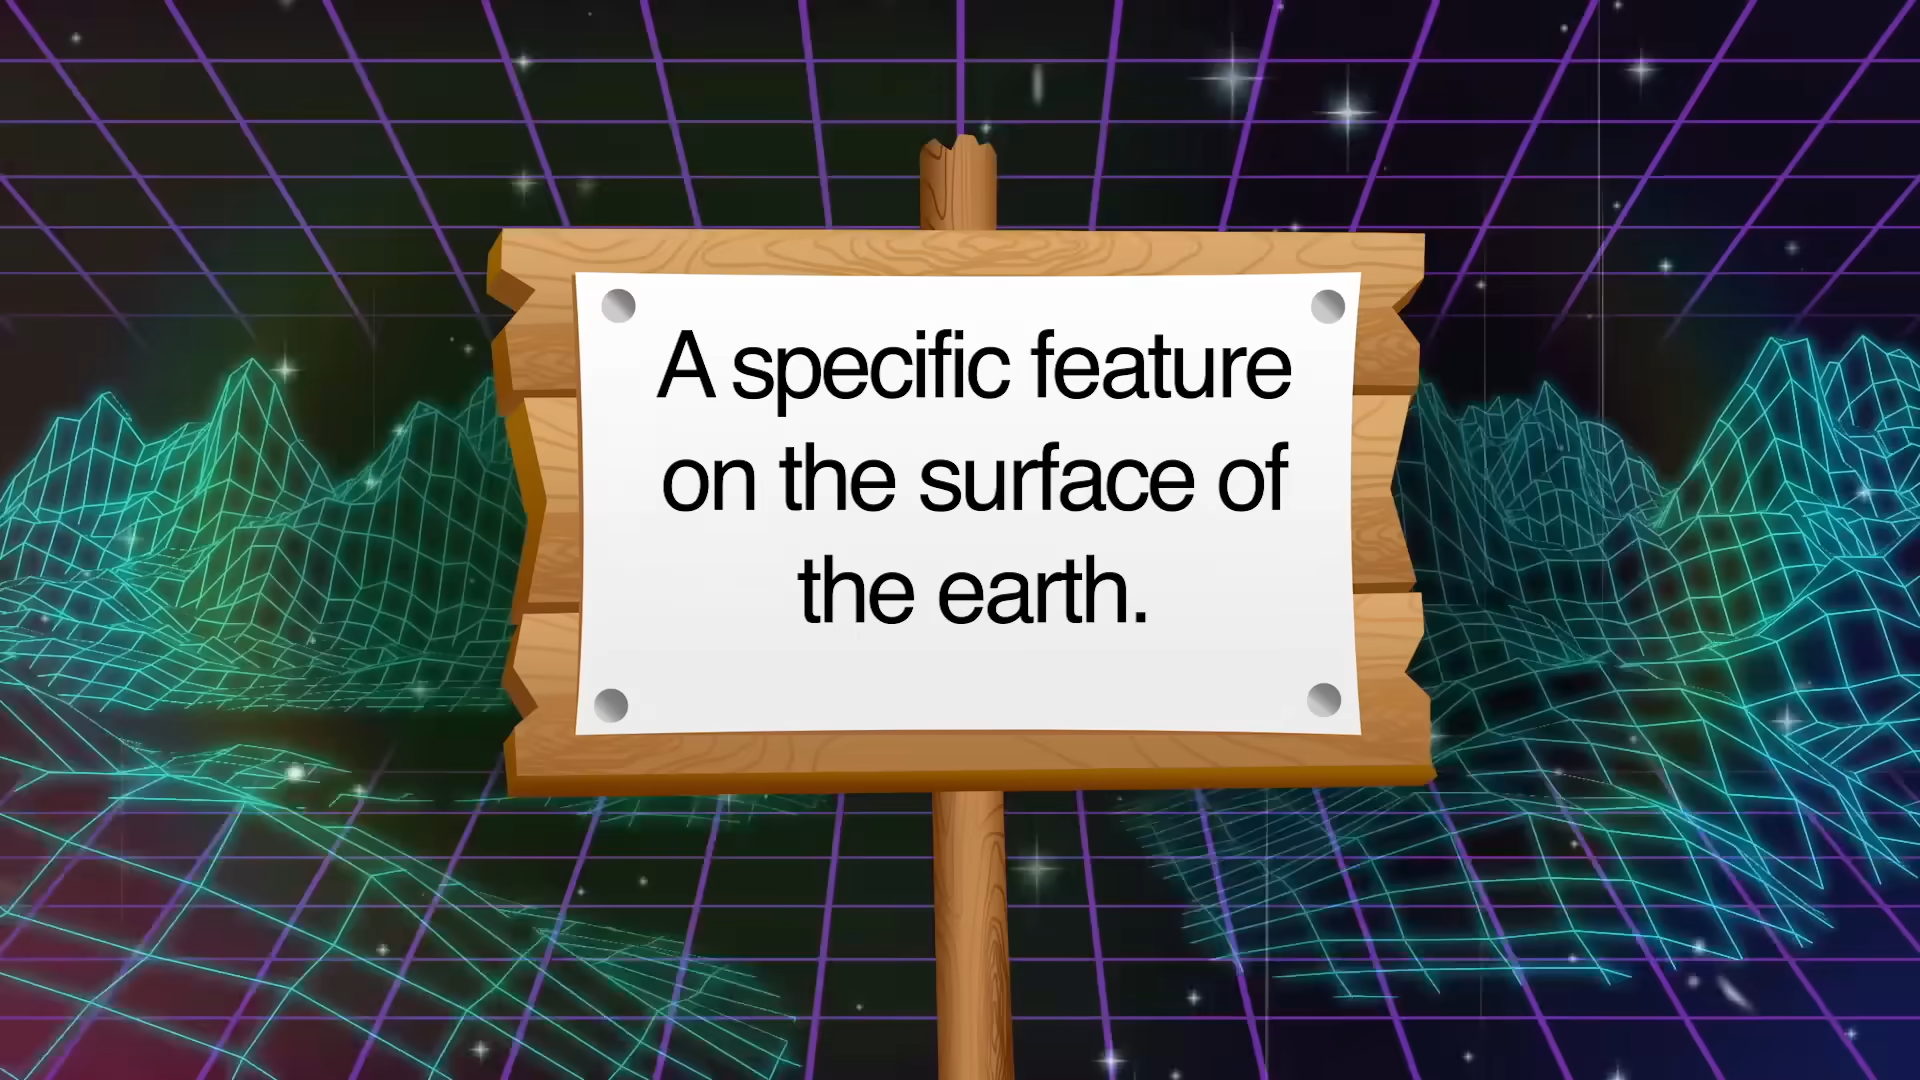 A specific feature
on the surface of
the earth.